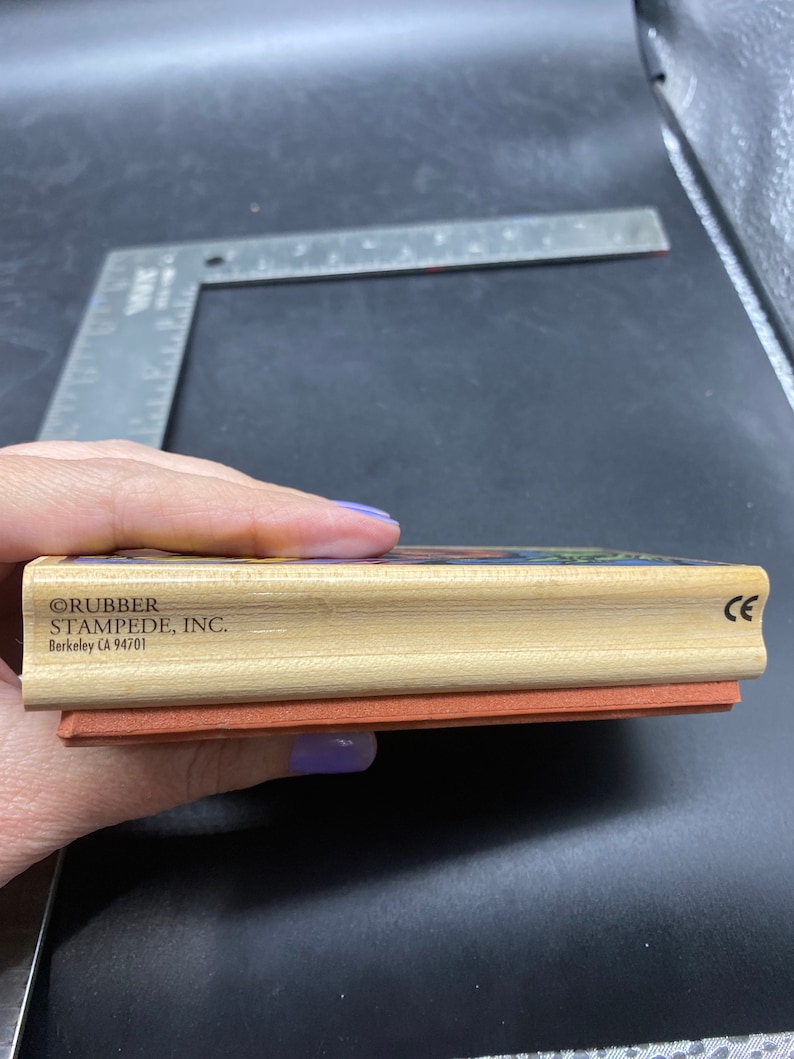 ©RUBBER
STAMPEDE, INC.
Berkeley CA 94701
CE